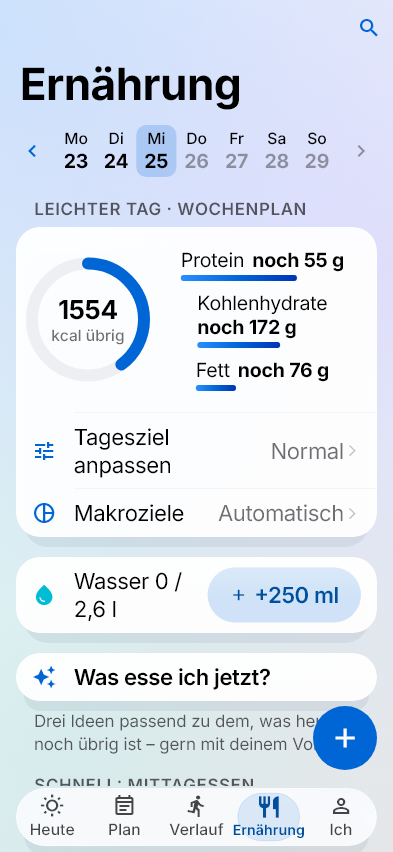 Ernährung
Mo Di Mi Do Fr Sa So
23 24 25 26 27 28 29
LEICHTER TAG · WOCHENPLAN
1554
kcal übrig
Protein noch 55 g
Kohlenhydrate
noch 172 g
Fett noch 76 g
Tagesziel
anpassen
Normal
Makroziele Automatisch
Wasser 0 /
2,6 l
+ +250 ml
Was esse ich jetzt?
Drei Ideen passend zu dem, was
noch übrig ist – gern mit deinem
SCHNELL: MITTAGESSEN
Heute Plan Verlauf Ernährung Ich